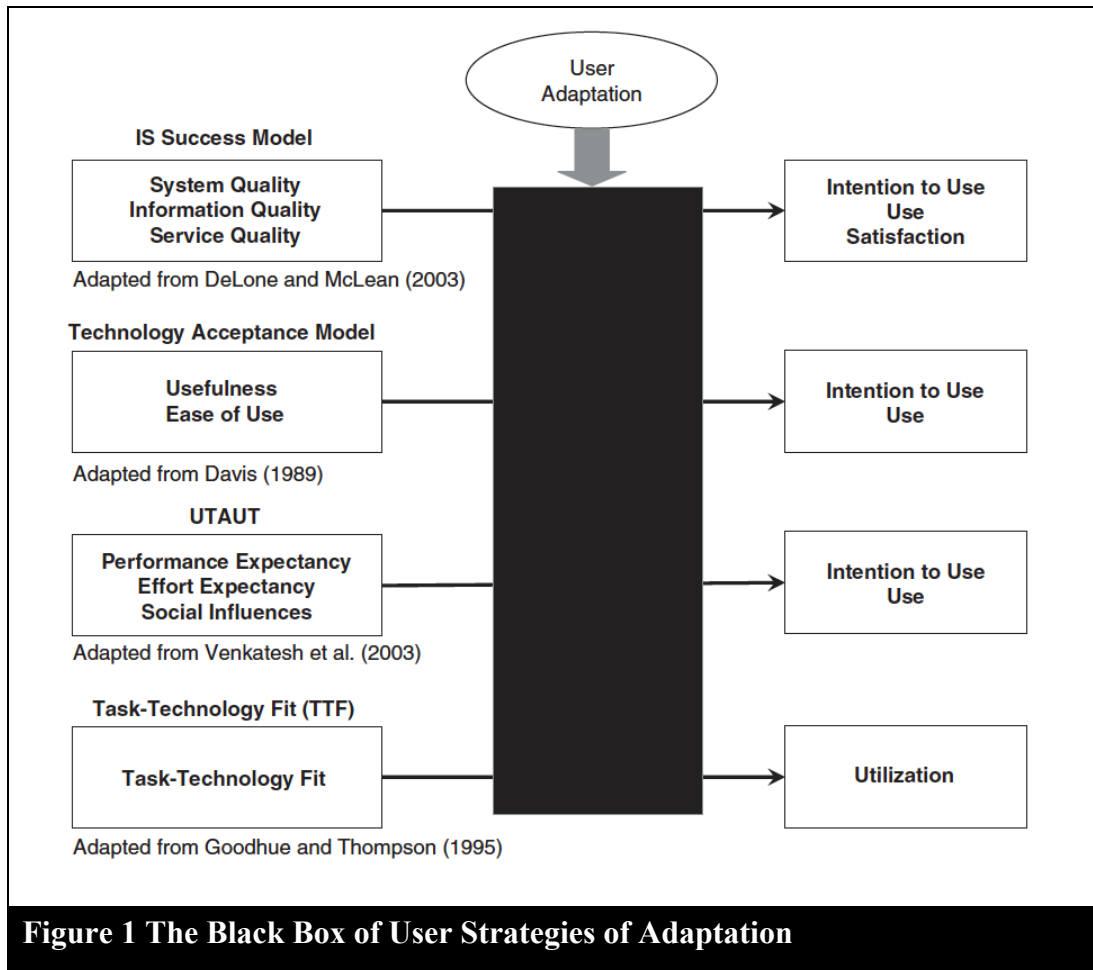 User
Adaptation
IS Success Model
System Quality
Information Quality
Service Quality
Intention to Use
Use
Satisfaction
Adapted from DeLone and McLean (2003)
Technology Acceptance Model
Usefulness
Ease of Use
Intention to Use
Use
Adapted from Davis (1989)
UTAUT
Performance Expectancy
Effort Expectancy
Social Influences
Intention to Use
Use
Adapted from Venkatesh et al. (2003)
Task-Technology Fit (TTF)
Task-Technology Fit
Utilization
Adapted from Goodhue and Thompson (1995)
Figure 1 The Black Box of User Strategies of Adaptation